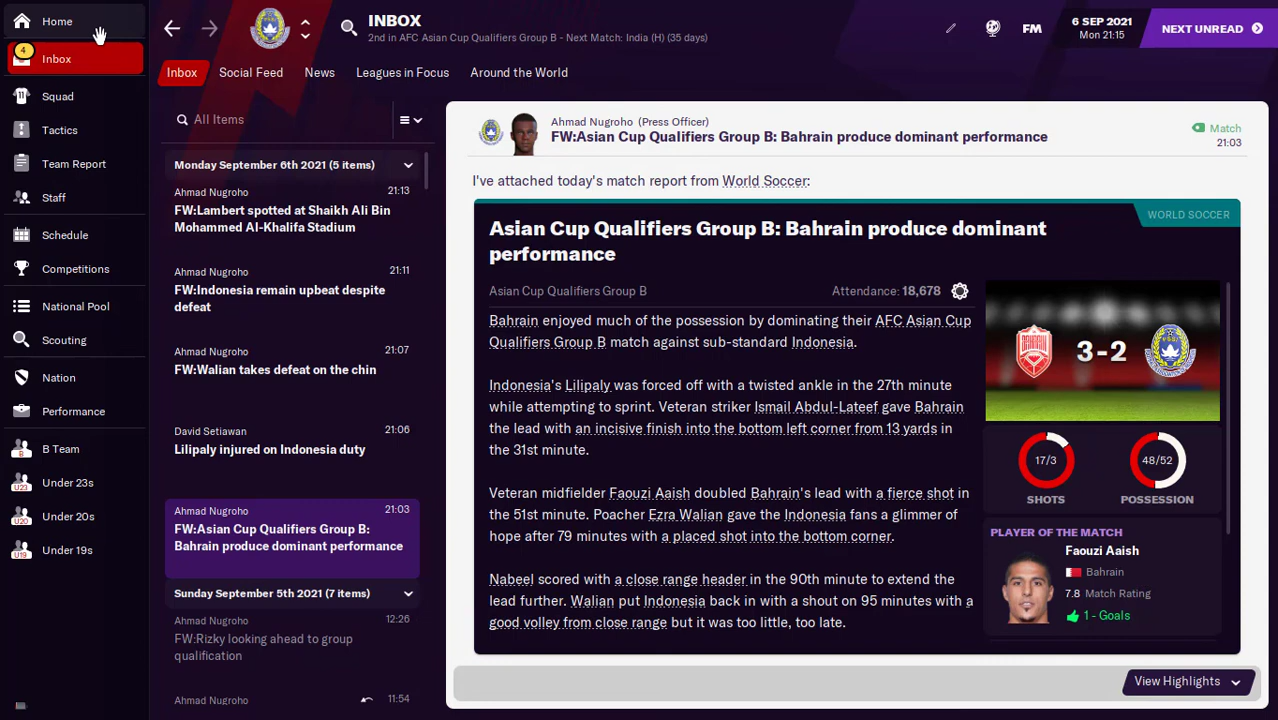 Home
4
Inbox
Squad
Tactics
Team Report
Staff
Schedule
Competitions
National Pool
Scouting
Nation
Performance
B Team
Under 23s
Under 20s
Under 19s
INBOX
2nd in AFC Asian Cup Qualifiers Group B - Next Match: India (H) (35 days)
FM
6 SEP 2021
Mon 21:15
NEXT UNREAD
Inbox
Social Feed
News
Leagues in Focus
Around the World
All Items
Monday September 6th 2021 (5 items)
Ahmad Nugroho 21:13
FW:Lambert spotted at Shaikh Ali Bin
Mohammed Al-Khalifa Stadium
Ahmad Nugroho 21:11
FW:Indonesia remain upbeat despite
defeat
Ahmad Nugroho 21:07
FW:Walian takes defeat on the chin
David Setiawan 21:06
Lilipaly injured on Indonesia duty
Ahmad Nugroho 21:03
FW:Asian Cup Qualifiers Group B:
Bahrain produce dominant performance
Sunday September 5th 2021 (7 items)
Ahmad Nugroho 12:26
FW:Rizky looking ahead to group
qualification
Ahmad Nugroho 11:54
Ahmad Nugroho (Press Officer)
FW:Asian Cup Qualifiers Group B: Bahrain produce dominant performance
Match
21:03
I've attached today's match report from World Soccer:
WORLD SOCCER
Asian Cup Qualifiers Group B: Bahrain produce dominant
performance
Asian Cup Qualifiers Group B
Attendance: 18,678
Bahrain enjoyed much of the possession by dominating their AFC Asian Cup
Qualifiers Group B match against sub-standard Indonesia.
Indonesia's Lilipaly was forced off with a twisted ankle in the 27th minute
while attempting to sprint. Veteran striker Ismail Abdul-Lateef gave Bahrain
the lead with an incisive finish into the bottom left corner from 13 yards in
the 31st minute.
Veteran midfielder Faouzi Aaish doubled Bahrain's lead with a fierce shot in
the 51st minute. Poacher Ezra Walian gave the Indonesia fans a glimmer of
hope after 79 minutes with a placed shot into the bottom corner.
Nabeel scored with a close range header in the 90th minute to extend the
lead further. Walian put Indonesia back in with a shout on 95 minutes with a
good volley from close range but it was too little, too late.
3-2
17/3
SHOTS
48/52
POSSESSION
PLAYER OF THE MATCH
Faouzi Aaish
Bahrain
7.8 Match Rating
1 - Goals
View Highlights